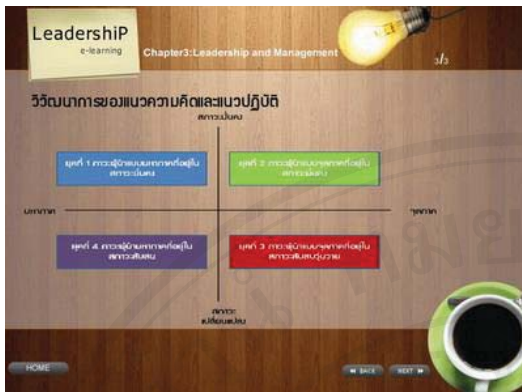 LeadershiP
e-learning
Chapter3:Leadership and Management
3/3
วิวัฒนาการของแนวความคิดและแนวปฏิบัติ
สภาวะมั่นคง
ยุคที่ 1 ภาวะผู้นำแบบมหภาคที่อยู่ใน
สภาวะมั่นคง
ยุคที่ 2 ภาวะผู้นำแบบจุลภาคที่อยู่ใน
สภาวะมั่นคง
มหภาค
จุลภาค
ยุคที่ 4 ภาวะผู้นำมหภาคที่อยู่ใน
สภาวะสับสน
ยุคที่ 3 ภาวะผู้นำแบบจุลภาคที่อยู่ใน
สภาวะสับสนวุ่นวาย
สภาวะ
เปลี่ยนแปลง
HOME
BACK
NEXT